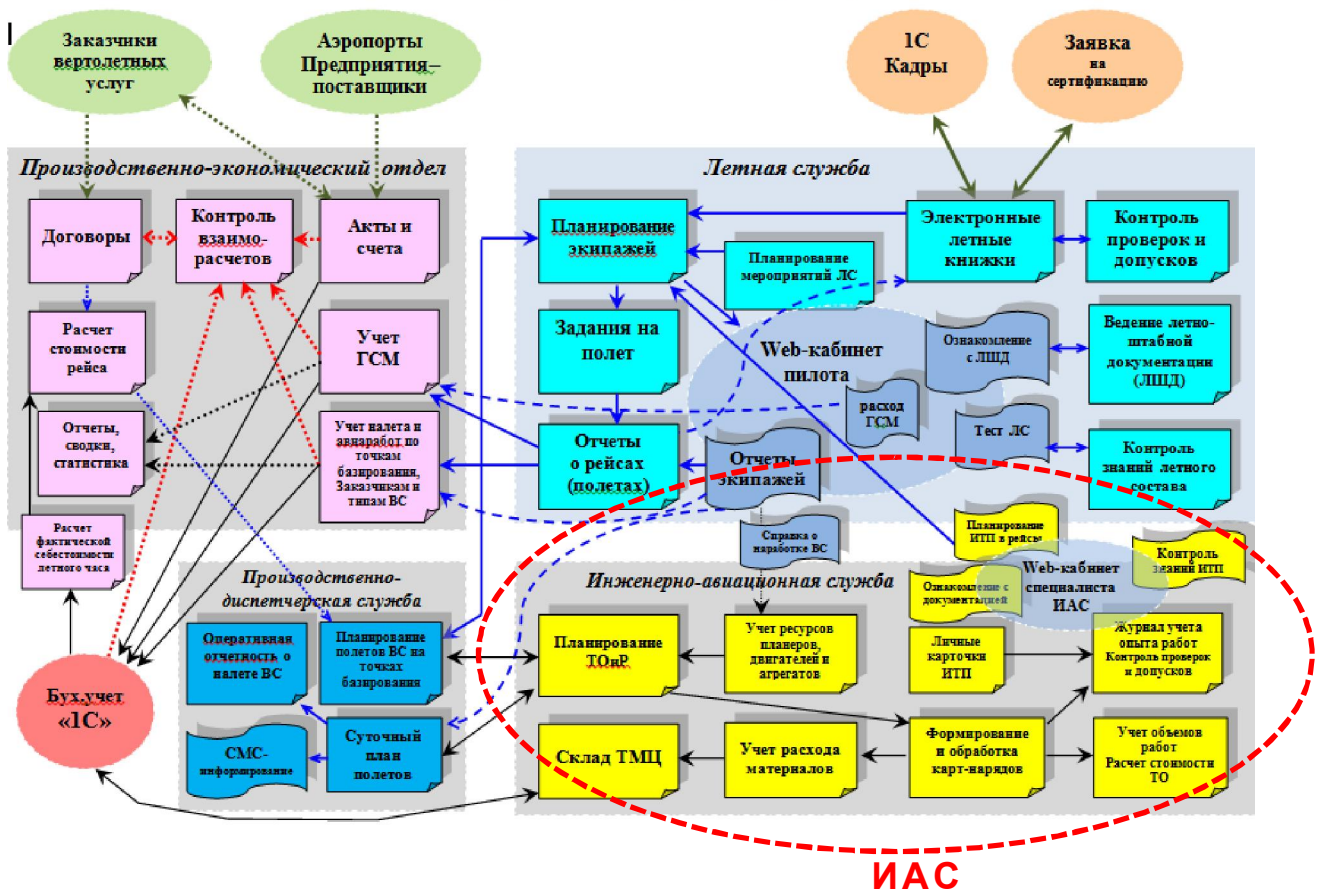 Заказчики
вертолетных
услуг
Аэропорты
Предприятия–
поставщики
1С
Кадры
Заявка
на
сертификацию
Производственно-экономический отдел
Договоры
Контроль
взаимо-
расчетов
Акты и
счета
Расчет
стоимости
рейса
Учет
ГСМ
Отчеты,
сводки,
статистика
Учет налета и
авиаработ по
точкам
базирования,
Заказчикам и
типам ВС
Расчет
фактической
себестоимости
летного часа
Бух.учет
«1С»
Летная служба
Планирование
экипажей
Планирование
мероприятий ЛС
Электронные
летные
книжки
Контроль
проверок и
допусков
Задания на
полет
Web-кабинет
пилота
Ознакомление
с ЛШД
Ведение летно-
штабной
документации
(ЛШД)
расход
ГСМ
Тест ЛС
Контроль
знаний летного
состава
Отчеты
о рейсах
(полетах)
Отчеты
экипажей
Справка о
наработке ВС
Производственно-
диспетчерская служба
Оперативная
отчетность о
налете ВС
Планирование
полетов ВС на
точках
базирования
СМС-
информирование
Суточный
план
полетов
Инженерно-авиационная служба
Планирование
ИТП в рейсы
Контроль
знаний ИТП
Ознакомление с
документацией
Web-кабинет
специалиста
ИАС
Планирование
ТОиР
Учет ресурсов
планеров,
двигателей и
агрегатов
Личные
карточки
ИТП
Журнал учета
опыта работ
Контроль проверок
и допусков
Склад ТМЦ
Учет расхода
материалов
Формирование
и обработка
карт-нарядов
Учет объемов
работ
Расчет стоимости
ТО
ИАС